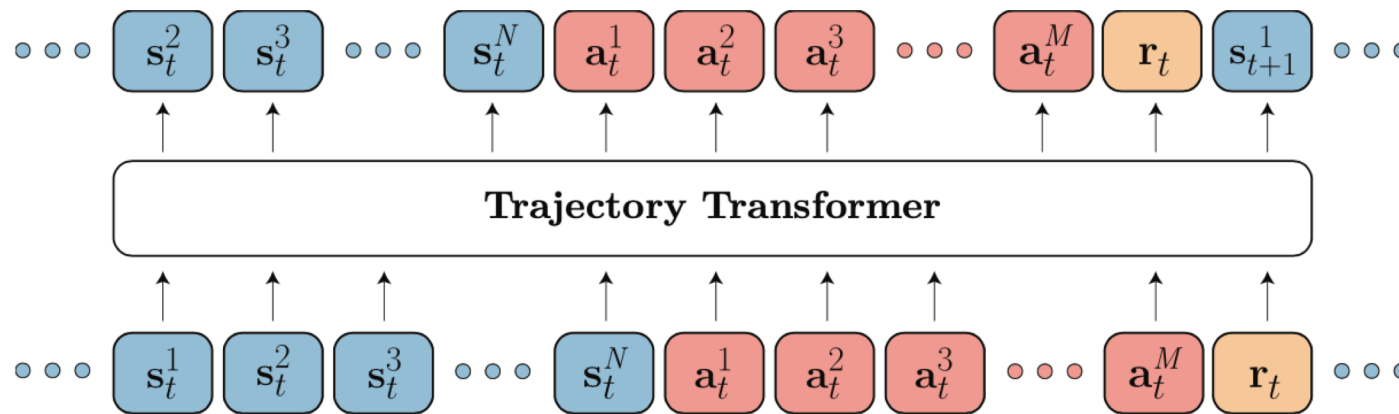 ... s_t^2 s_t^3 ... s_t^N a_t^1 a_t^2 a_t^3 ... a_t^M r_t s_{t+1}^1 ...
Trajectory Transformer
... s_t^1 s_t^2 s_t^3 ... s_t^N a_t^1 a_t^2 a_t^3 ... a_t^M r_t ...